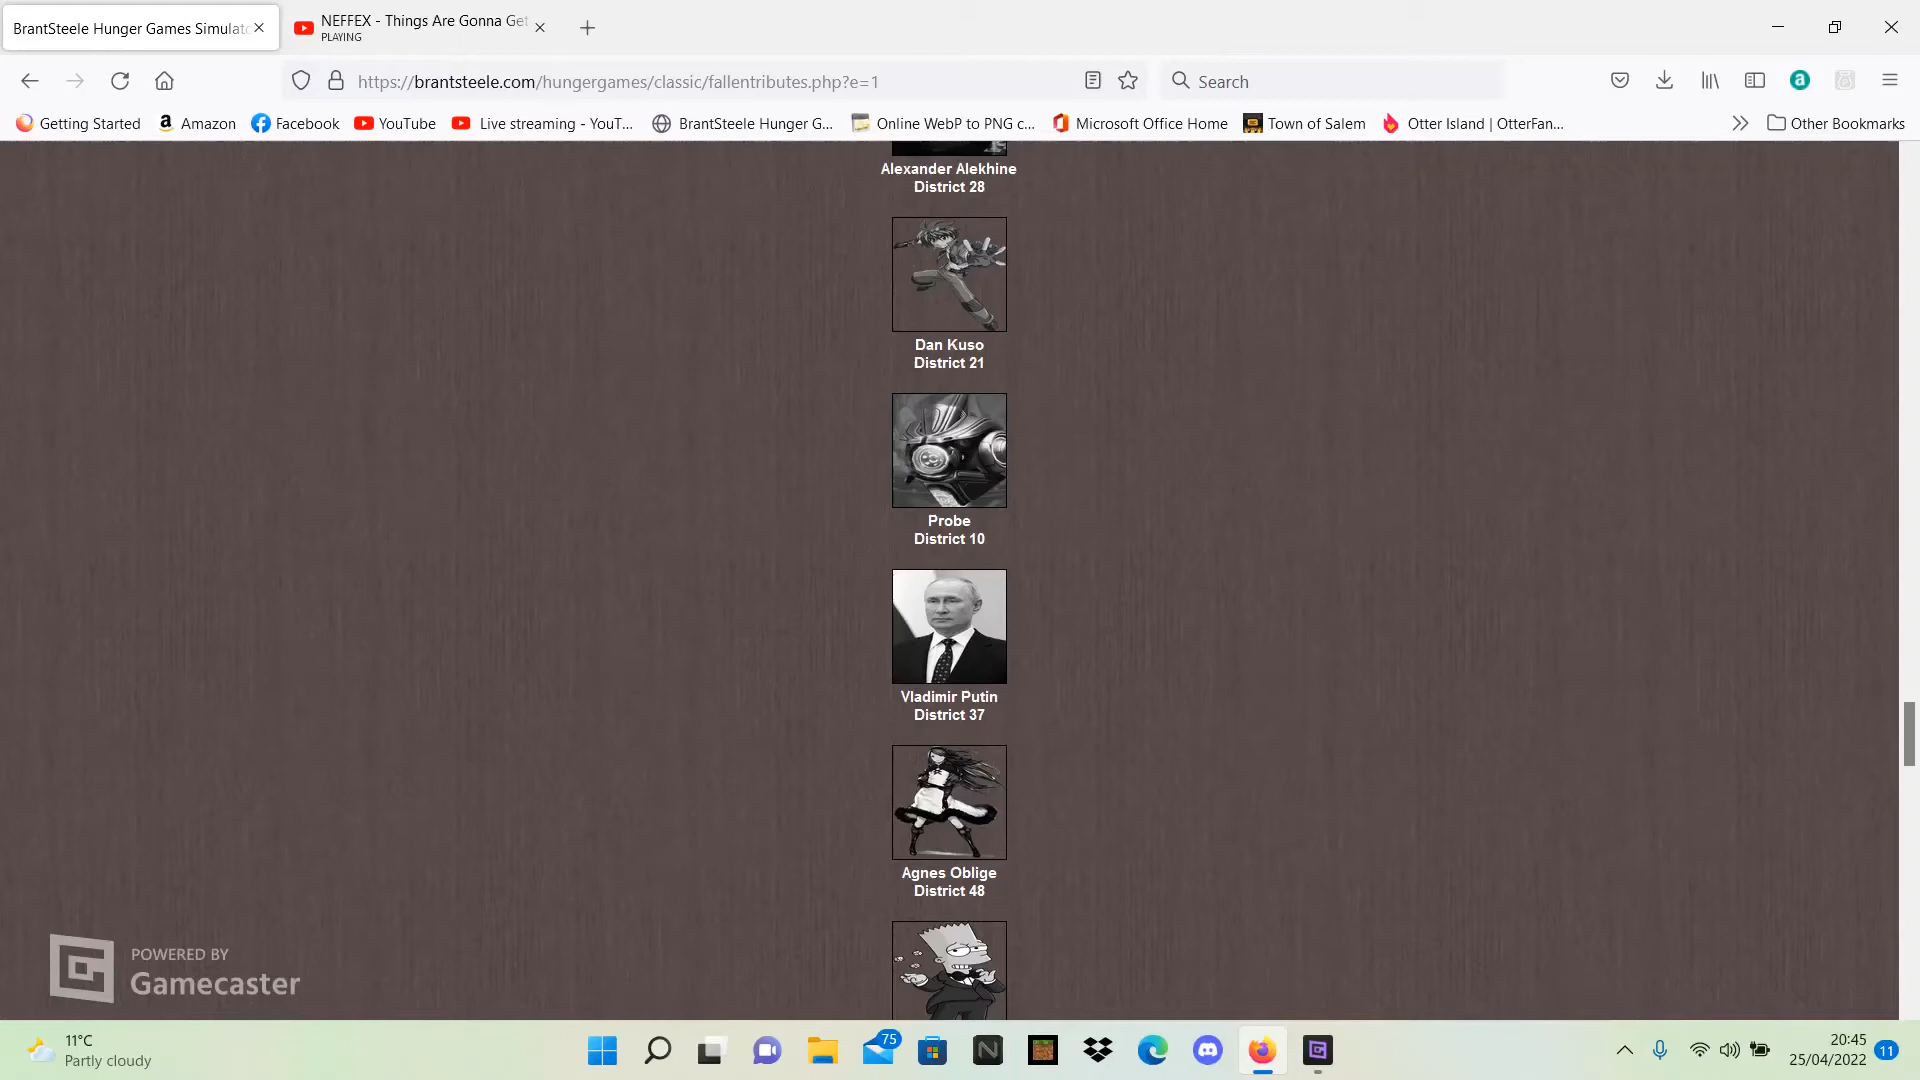 BrantSteele Hunger Games Simulato
NEFFEX - Things Are Gonna Get
PLAYING
https://brantsteele.com/hungergames/classic/fallentributes.php?e=1
Search
Getting Started
Amazon
Facebook
YouTube
Live streaming - YouT...
BrantSteele Hunger G...
Online WebP to PNG c...
Microsoft Office Home
Town of Salem
Otter Island | OtterFan...
Other Bookmarks
Alexander Alekhine
District 28
Dan Kuso
District 21
Probe
District 10
Vladimir Putin
District 37
Agnes Oblige
District 48
POWERED BY
Gamecaster
11°C
Partly cloudy
75
20:45
25/04/2022
11